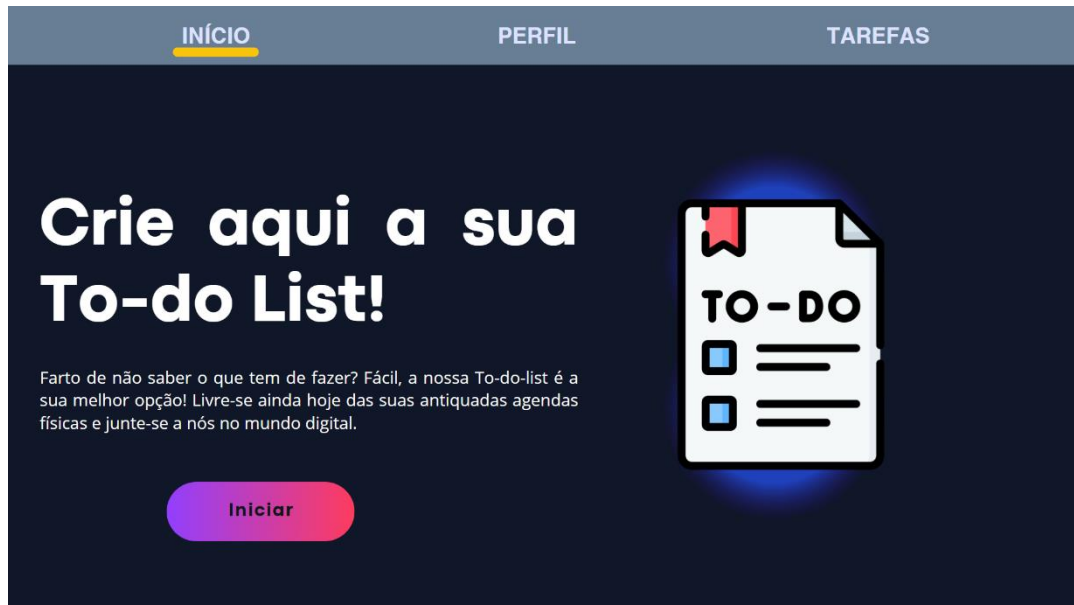 INÍCIO PERFIL TAREFAS
Crie aqui a sua
To-do List!
Farto de não saber o que tem de fazer? Fácil, a nossa To-do-list é a
sua melhor opção! Livre-se ainda hoje das suas antiquadas agendas
físicas e junte-se a nós no mundo digital.
Iniciar
TO-DO